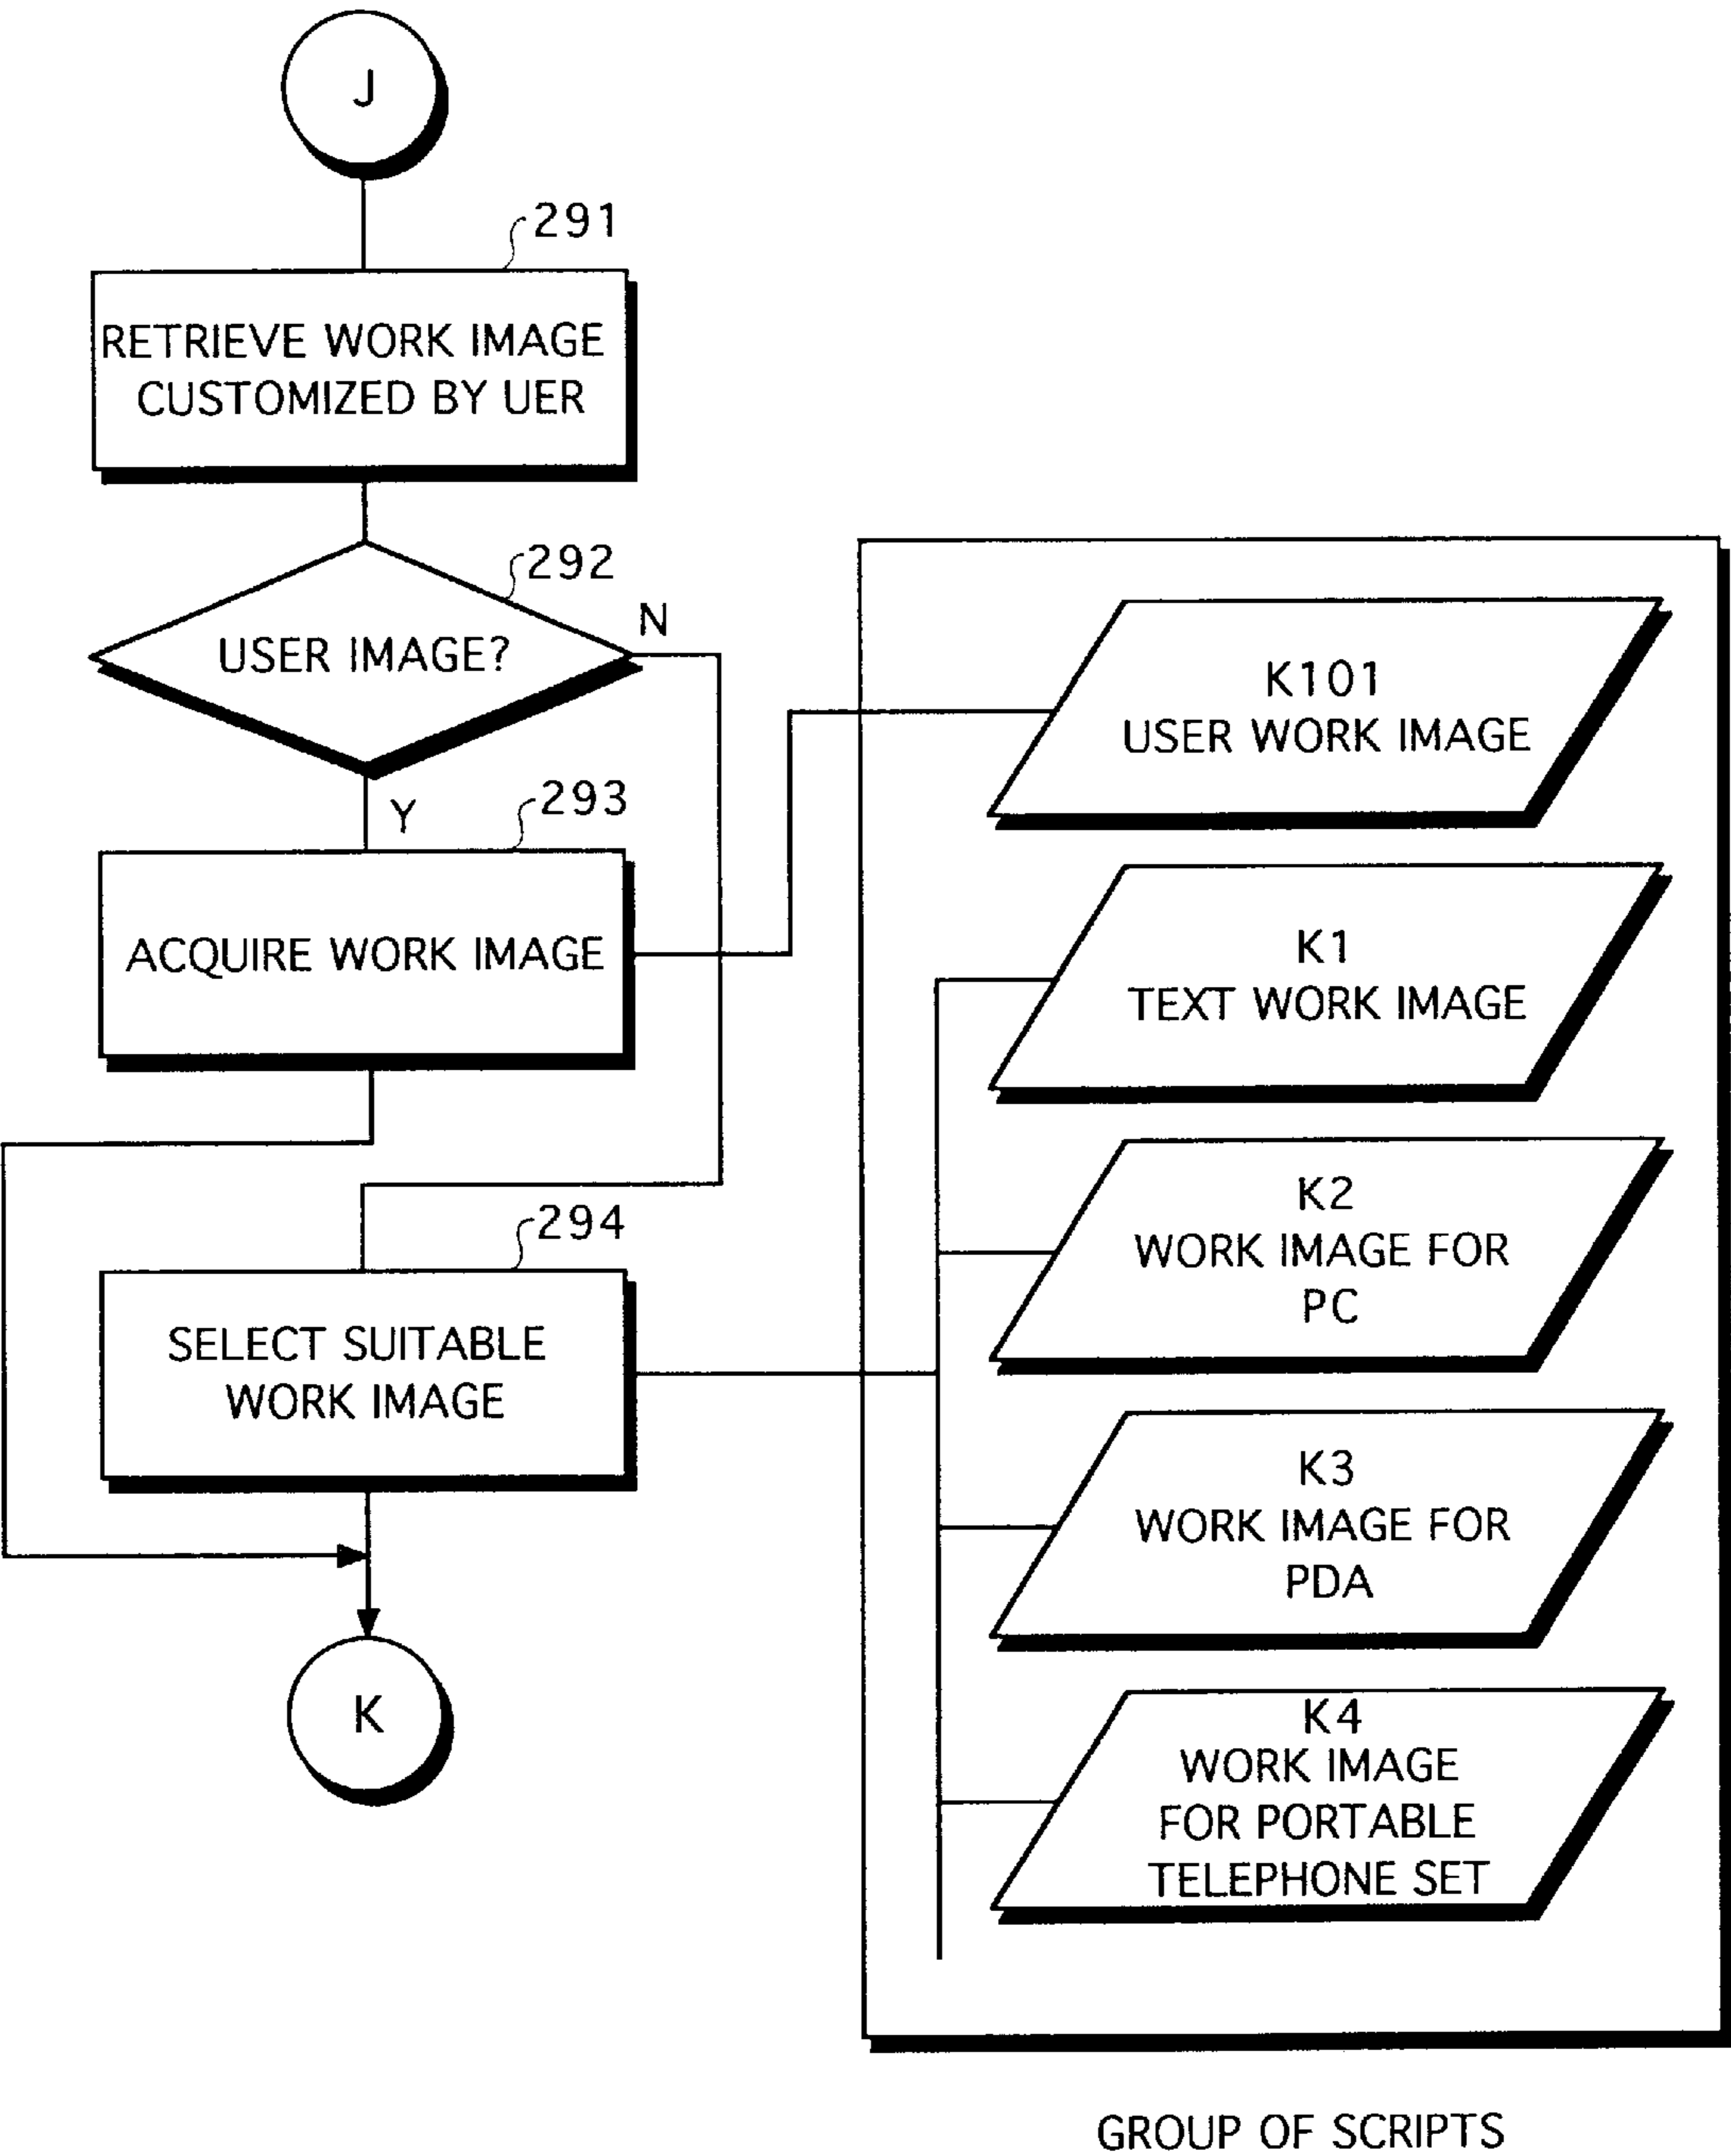 J
291
RETRIEVE WORK IMAGE
CUSTOMIZED BY UER
292
USER IMAGE?
N
Y
293
ACQUIRE WORK IMAGE
294
SELECT SUITABLE
WORK IMAGE
K
K101
USER WORK IMAGE
K1
TEXT WORK IMAGE
K2
WORK IMAGE FOR
PC
K3
WORK IMAGE FOR
PDA
K4
WORK IMAGE
FOR PORTABLE
TELEPHONE SET
GROUP OF SCRIPTS